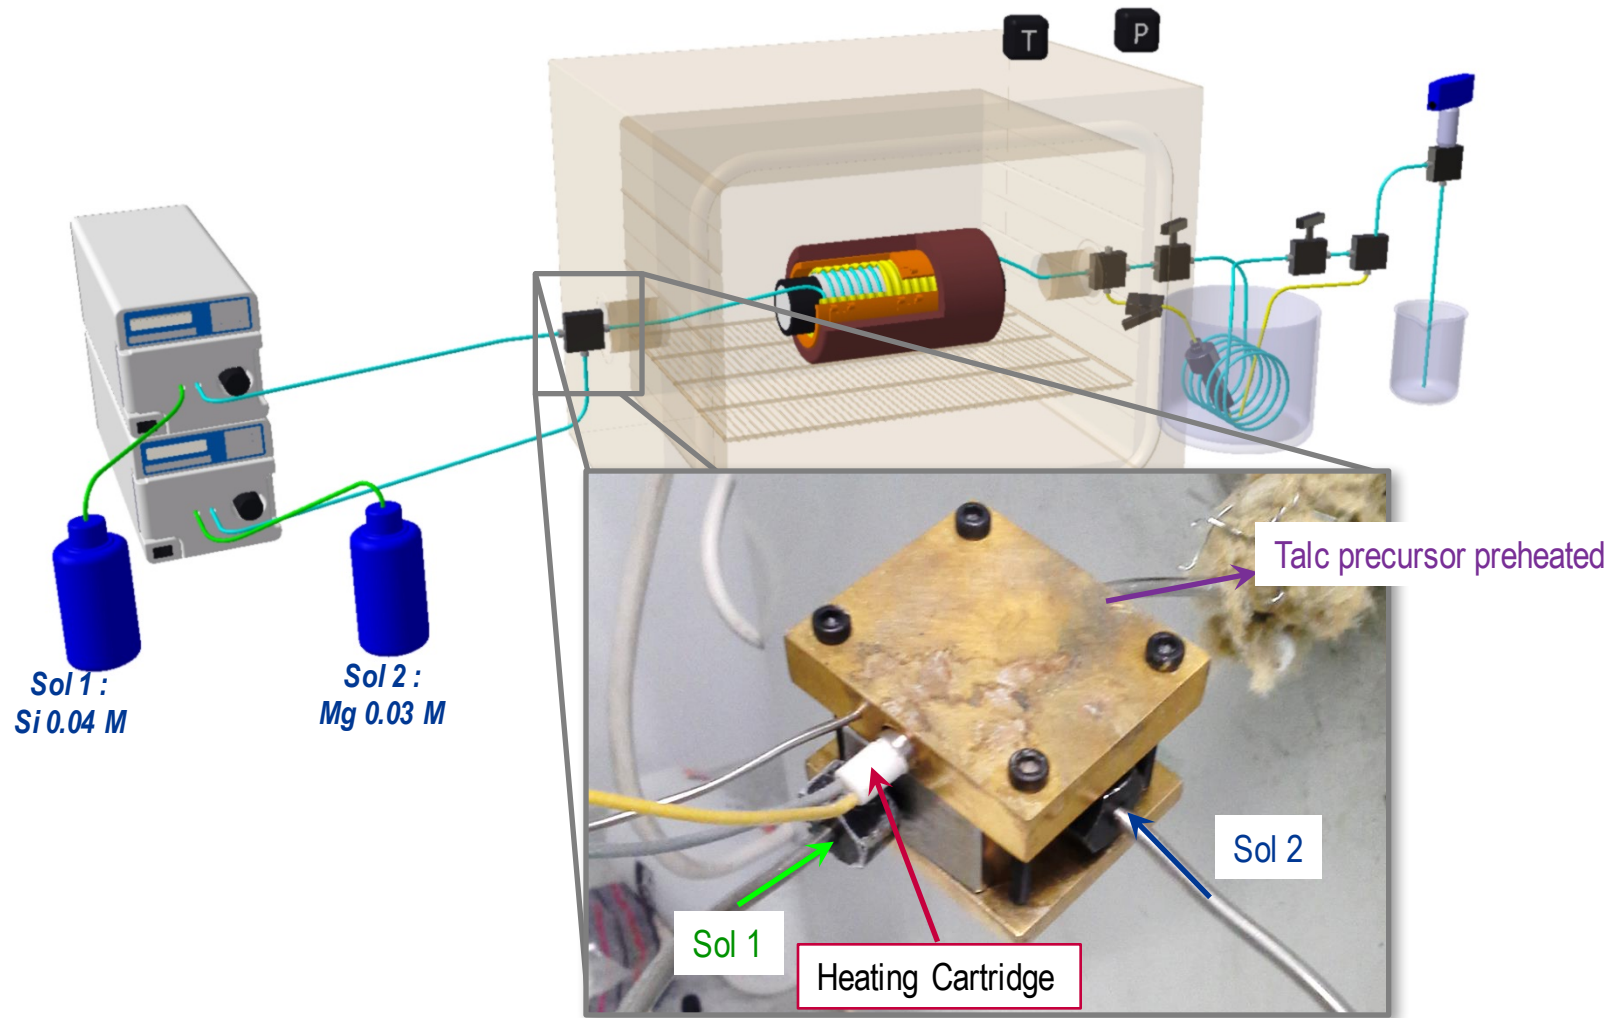 T
P
Sol 1 :
Si 0.04 M
Sol 2 :
Mg 0.03 M
Talc precursor preheated
Sol 2
Sol 1
Heating Cartridge